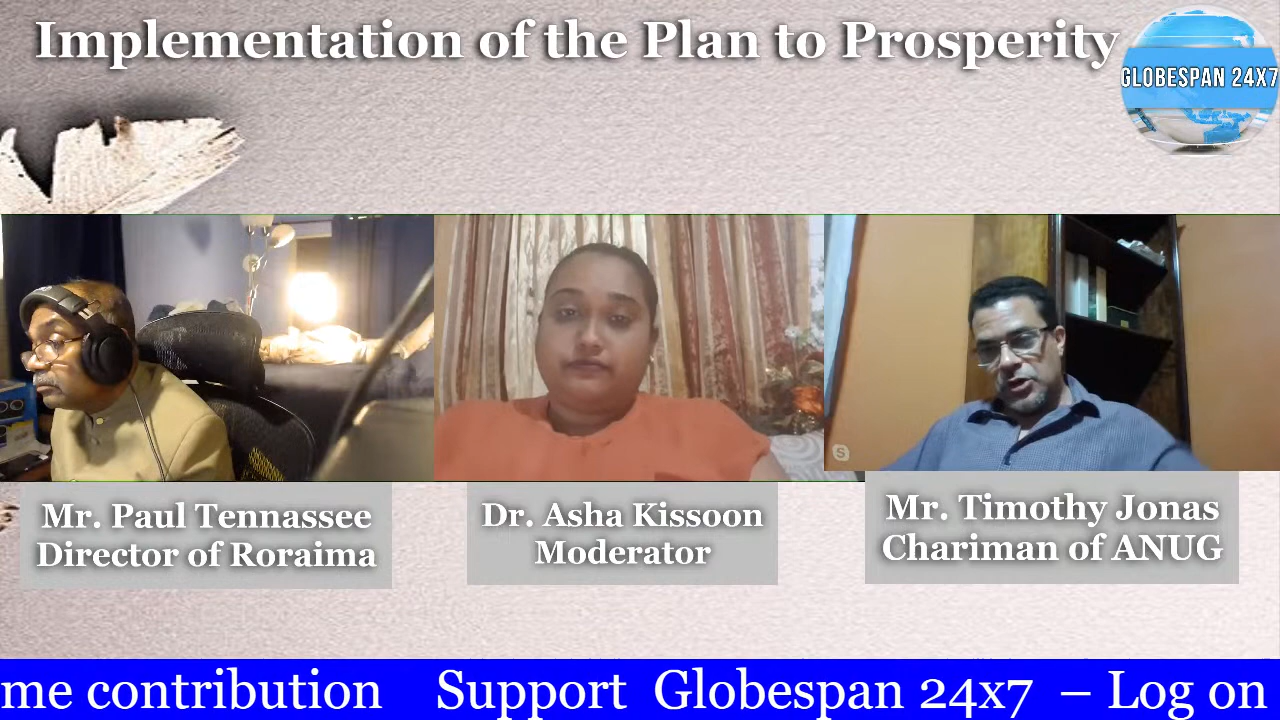 Implementation of the Plan to Prosperity
GLOBESPAN 24X7
Mr. Paul Tennassee
Director of Roraima
Dr. Asha Kissoon
Moderator
Mr. Timothy Jonas
Chariman of ANUG
me contribution Support Globespan 24x7 – Log on